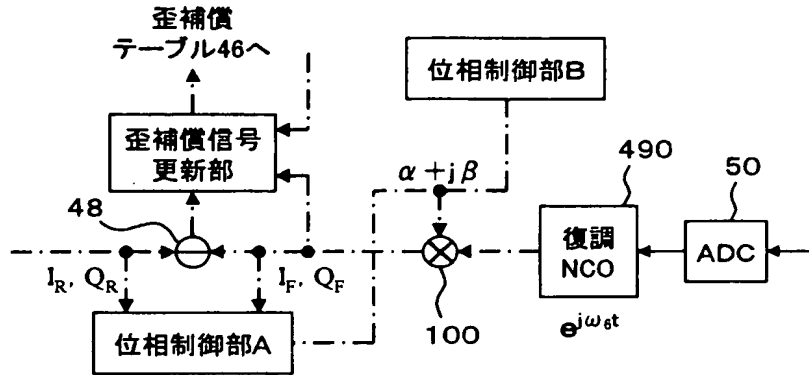 歪補償
テーブル46へ
位相制御部B
歪補償信号
更新部
α+jβ
490
50
48
復調
NCO
ADC
I_R, Q_R
I_F, Q_F
100
e^{jω_6t}
位相制御部A